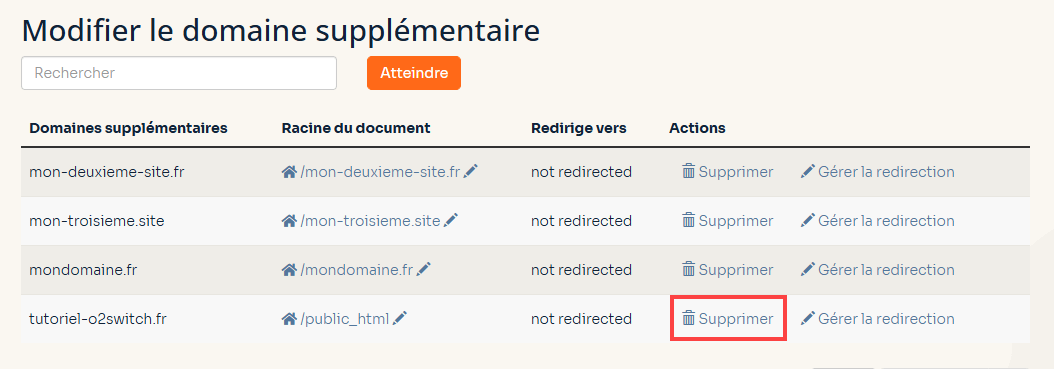 Modifier le domaine supplémentaire
Rechercher Atteindre
Domaines supplémentaires Racine du document Redirige vers Actions
mon-deuxieme-site.fr /mon-deuxieme-site.fr not redirected Supprimer Gérer la redirection
mon-troisieme.site /mon-troisieme.site not redirected Supprimer Gérer la redirection
mondomaine.fr /mondomaine.fr not redirected Supprimer Gérer la redirection
tutoriel-o2switch.fr /public_html not redirected Supprimer Gérer la redirection